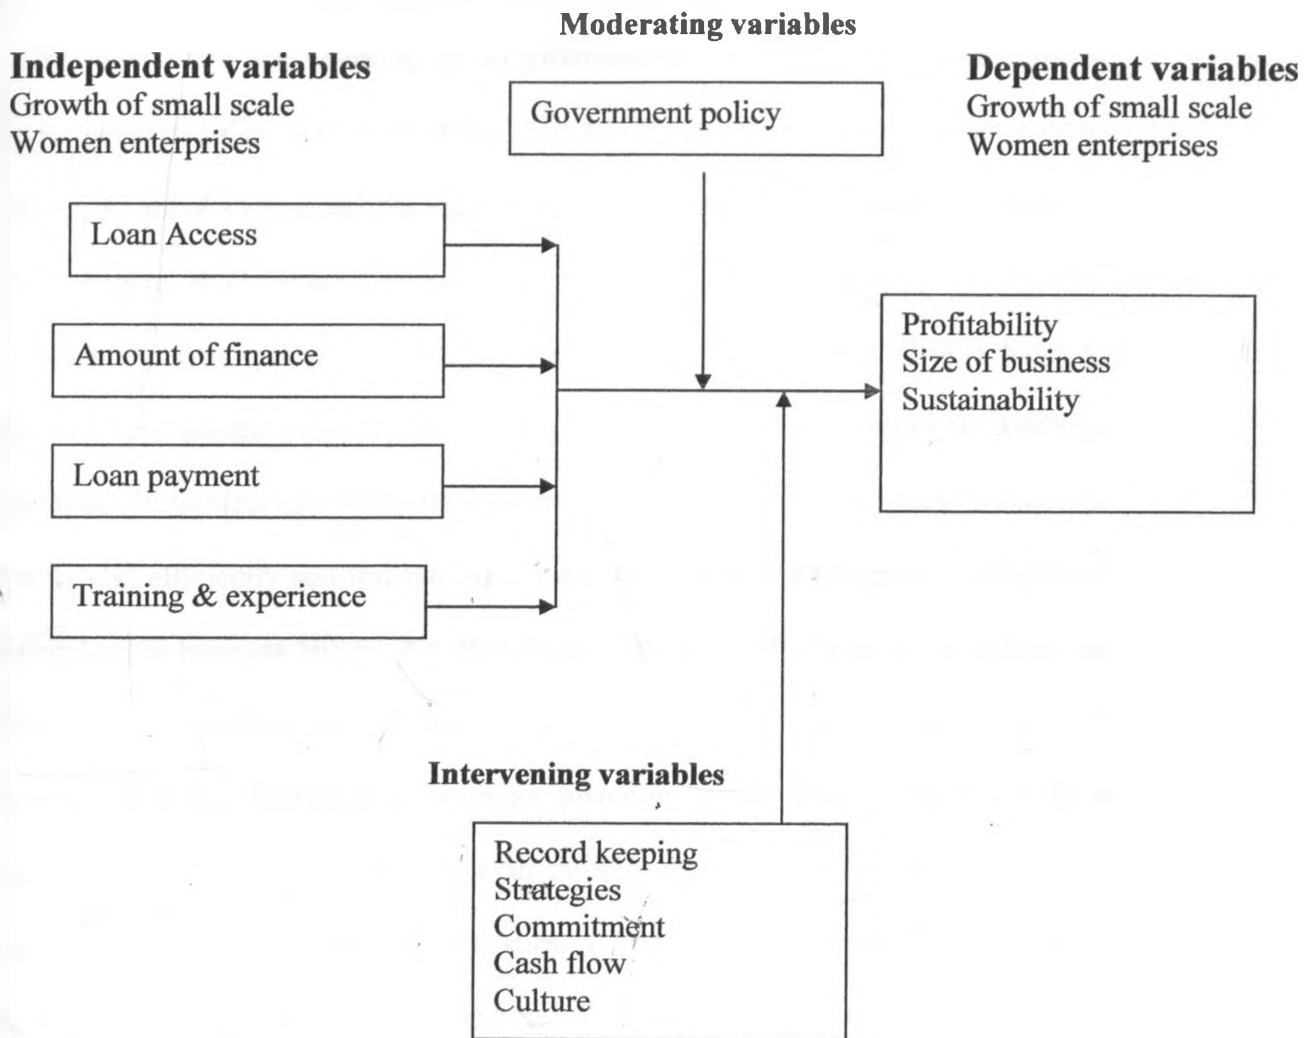 Moderating variables
Independent variables
Growth of small scale
Women enterprises
Government policy
Dependent variables
Growth of small scale
Women enterprises
Loan Access
Amount of finance
Loan payment
Training & experience
Profitability
Size of business
Sustainability
Intervening variables
Record keeping
Strategies
Commitment
Cash flow
Culture